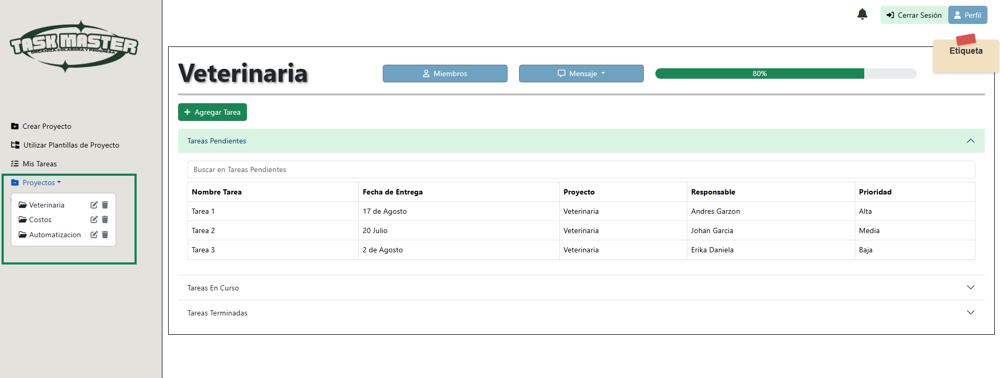 TASK MASTER
ORGANIZA, COLABORA Y PROGRESA
Crear Proyecto
Utilizar Plantillas de Proyecto
Mis Tareas
Proyectos
Veterinaria
Costos
Automatizacion
Cerrar Sesión Perfil
Etiqueta
Veterinaria Miembros Mensaje 80%
Agregar Tarea
Tareas Pendientes
Buscar en Tareas Pendientes
Nombre Tarea Fecha de Entrega Proyecto Responsable Prioridad
Tarea 1 17 de Agosto Veterinaria Andres Garzon Alta
Tarea 2 20 Julio Veterinaria Johan Garcia Media
Tarea 3 2 de Agosto Veterinaria Erika Daniela Baja
Tareas En Curso
Tareas Terminadas